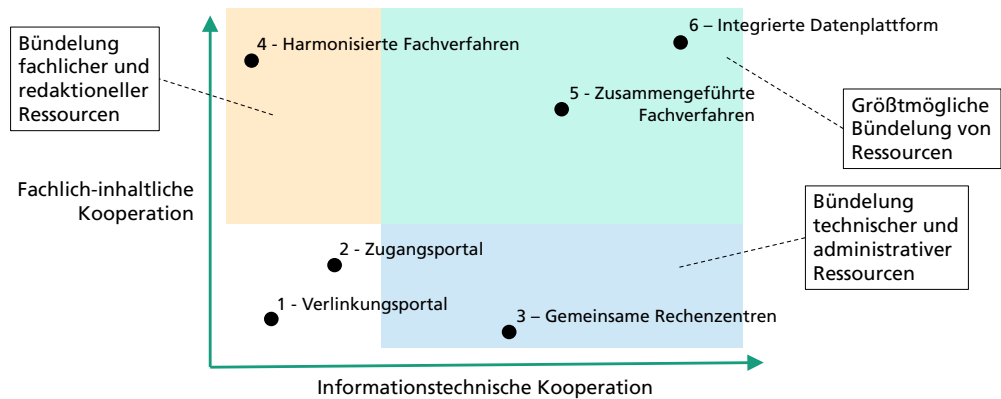 Bündelung
fachlicher und
redaktioneller
Ressourcen
4 - Harmonisierte Fachverfahren
6 – Integrierte Datenplattform
5 - Zusammengeführte
Fachverfahren
Größtmögliche
Bündelung von
Ressourcen
Fachlich-inhaltliche
Kooperation
Bündelung
technischer und
administrativer
Ressourcen
2 - Zugangsportal
1 - Verlinkungsportal
3 – Gemeinsame Rechenzentren
Informationstechnische Kooperation